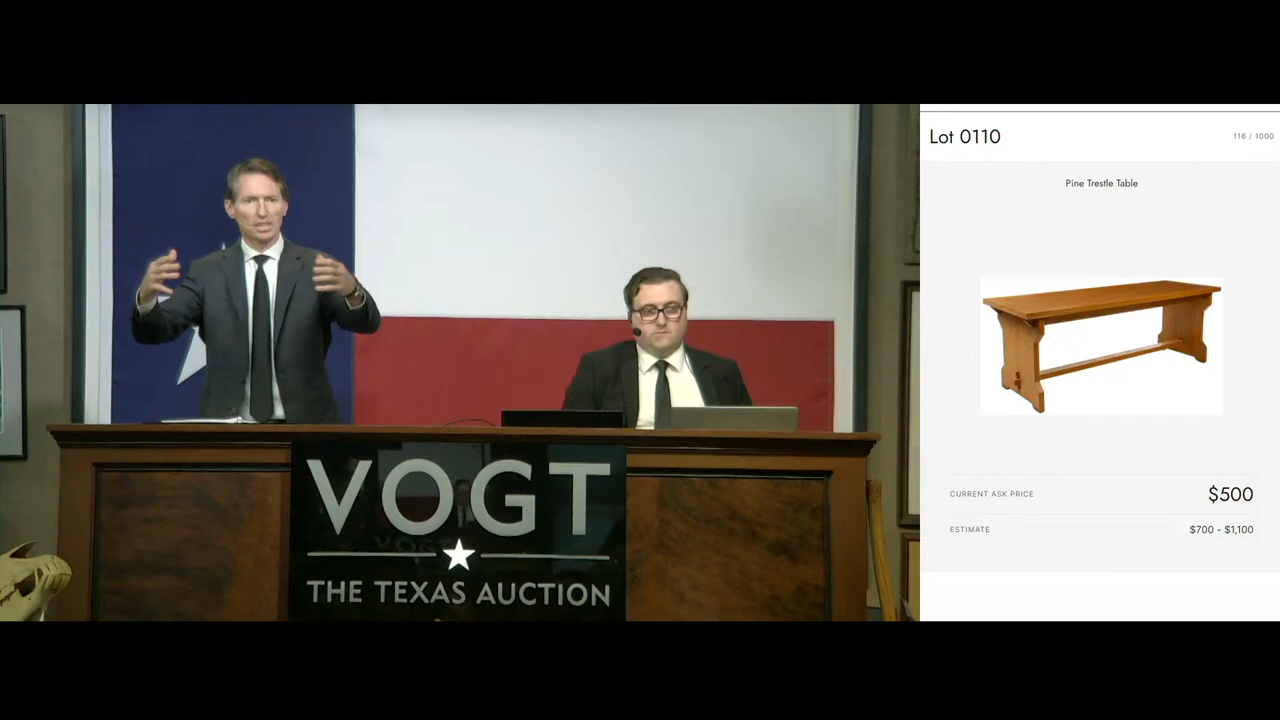 VOGT
THE TEXAS AUCTION
Lot 0110
116 / 1000
Pine Trestle Table
CURRENT ASK PRICE
$500
ESTIMATE
$700 - $1,100